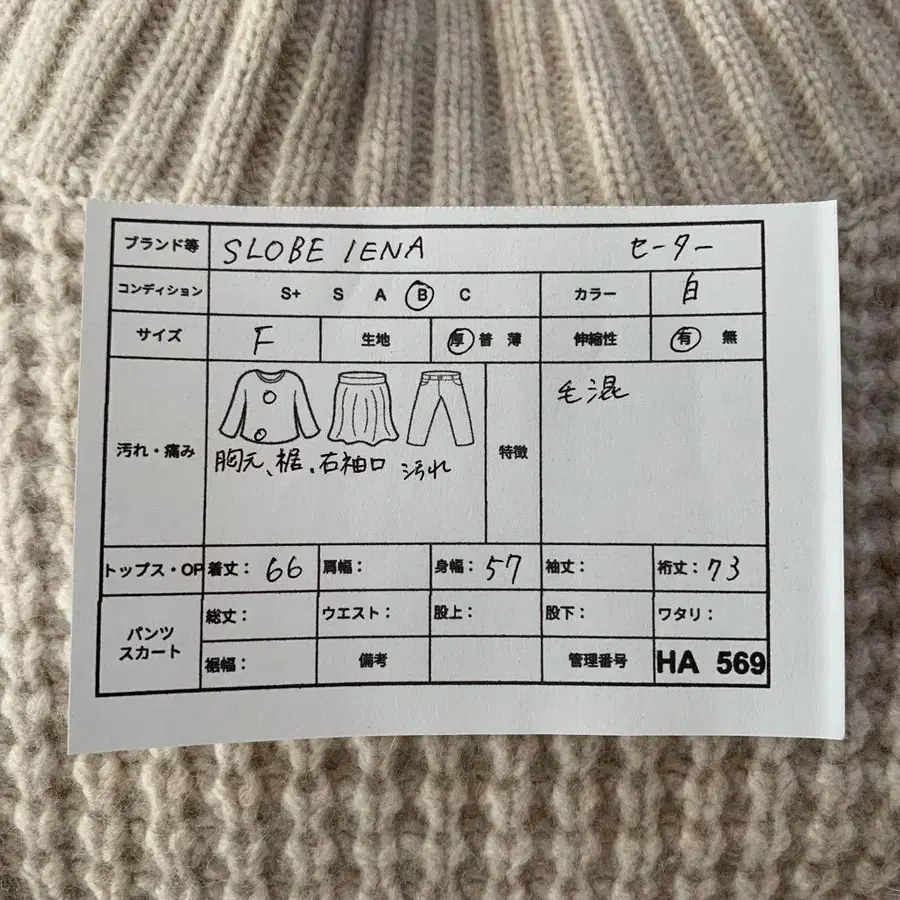 ブランド等 SLOBE IENA セーター
コンディション S+ S A B C カラー 白
サイズ F 生地 厚 普 薄 伸縮性 有 無
汚れ・痛み 胸元、裾、右袖口 汚れ 特徴 毛混
トップス・OP 着丈：66 肩幅： 身幅：57 袖丈： 裄丈：73
パンツ スカート 総丈： ウエスト： 股上： 股下： ワタリ：
裾幅： 備考 管理番号 HA 569